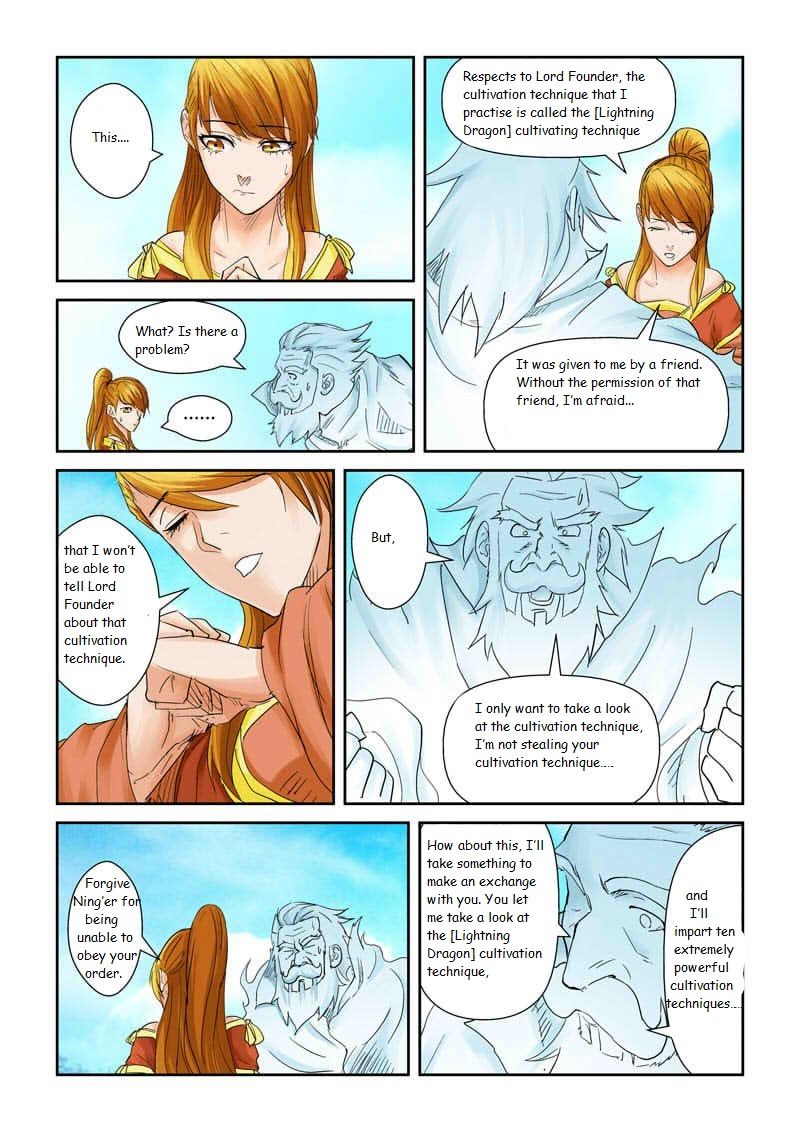 This....
Respects to Lord Founder, the
cultivation technique that I
practise is called the [Lightning
Dragon] cultivating technique
What? Is there a
problem?
......
It was given to me by a friend.
Without the permission of that
friend, I'm afraid...
that I won't
be able to
tell Lord
Founder
about that
cultivation
technique.
But,
I only want to take a look
at the cultivation technique,
I'm not stealing your
cultivation technique....
Forgive
Ning'er for
being
unable to
obey your
order.
How about this, I'll
take something to
make an exchange
with you. You let
me take a look at
the [Lightning
Dragon] cultivation
technique,
and
I'll
impart ten
extremely
powerful
cultivation
techniques....